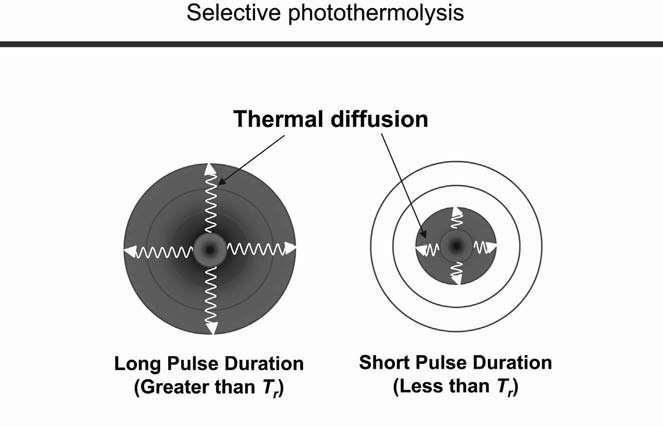 Selective photothermolysis
Thermal diffusion
Long Pulse Duration
(Greater than Tr)
Short Pulse Duration
(Less than Tr)